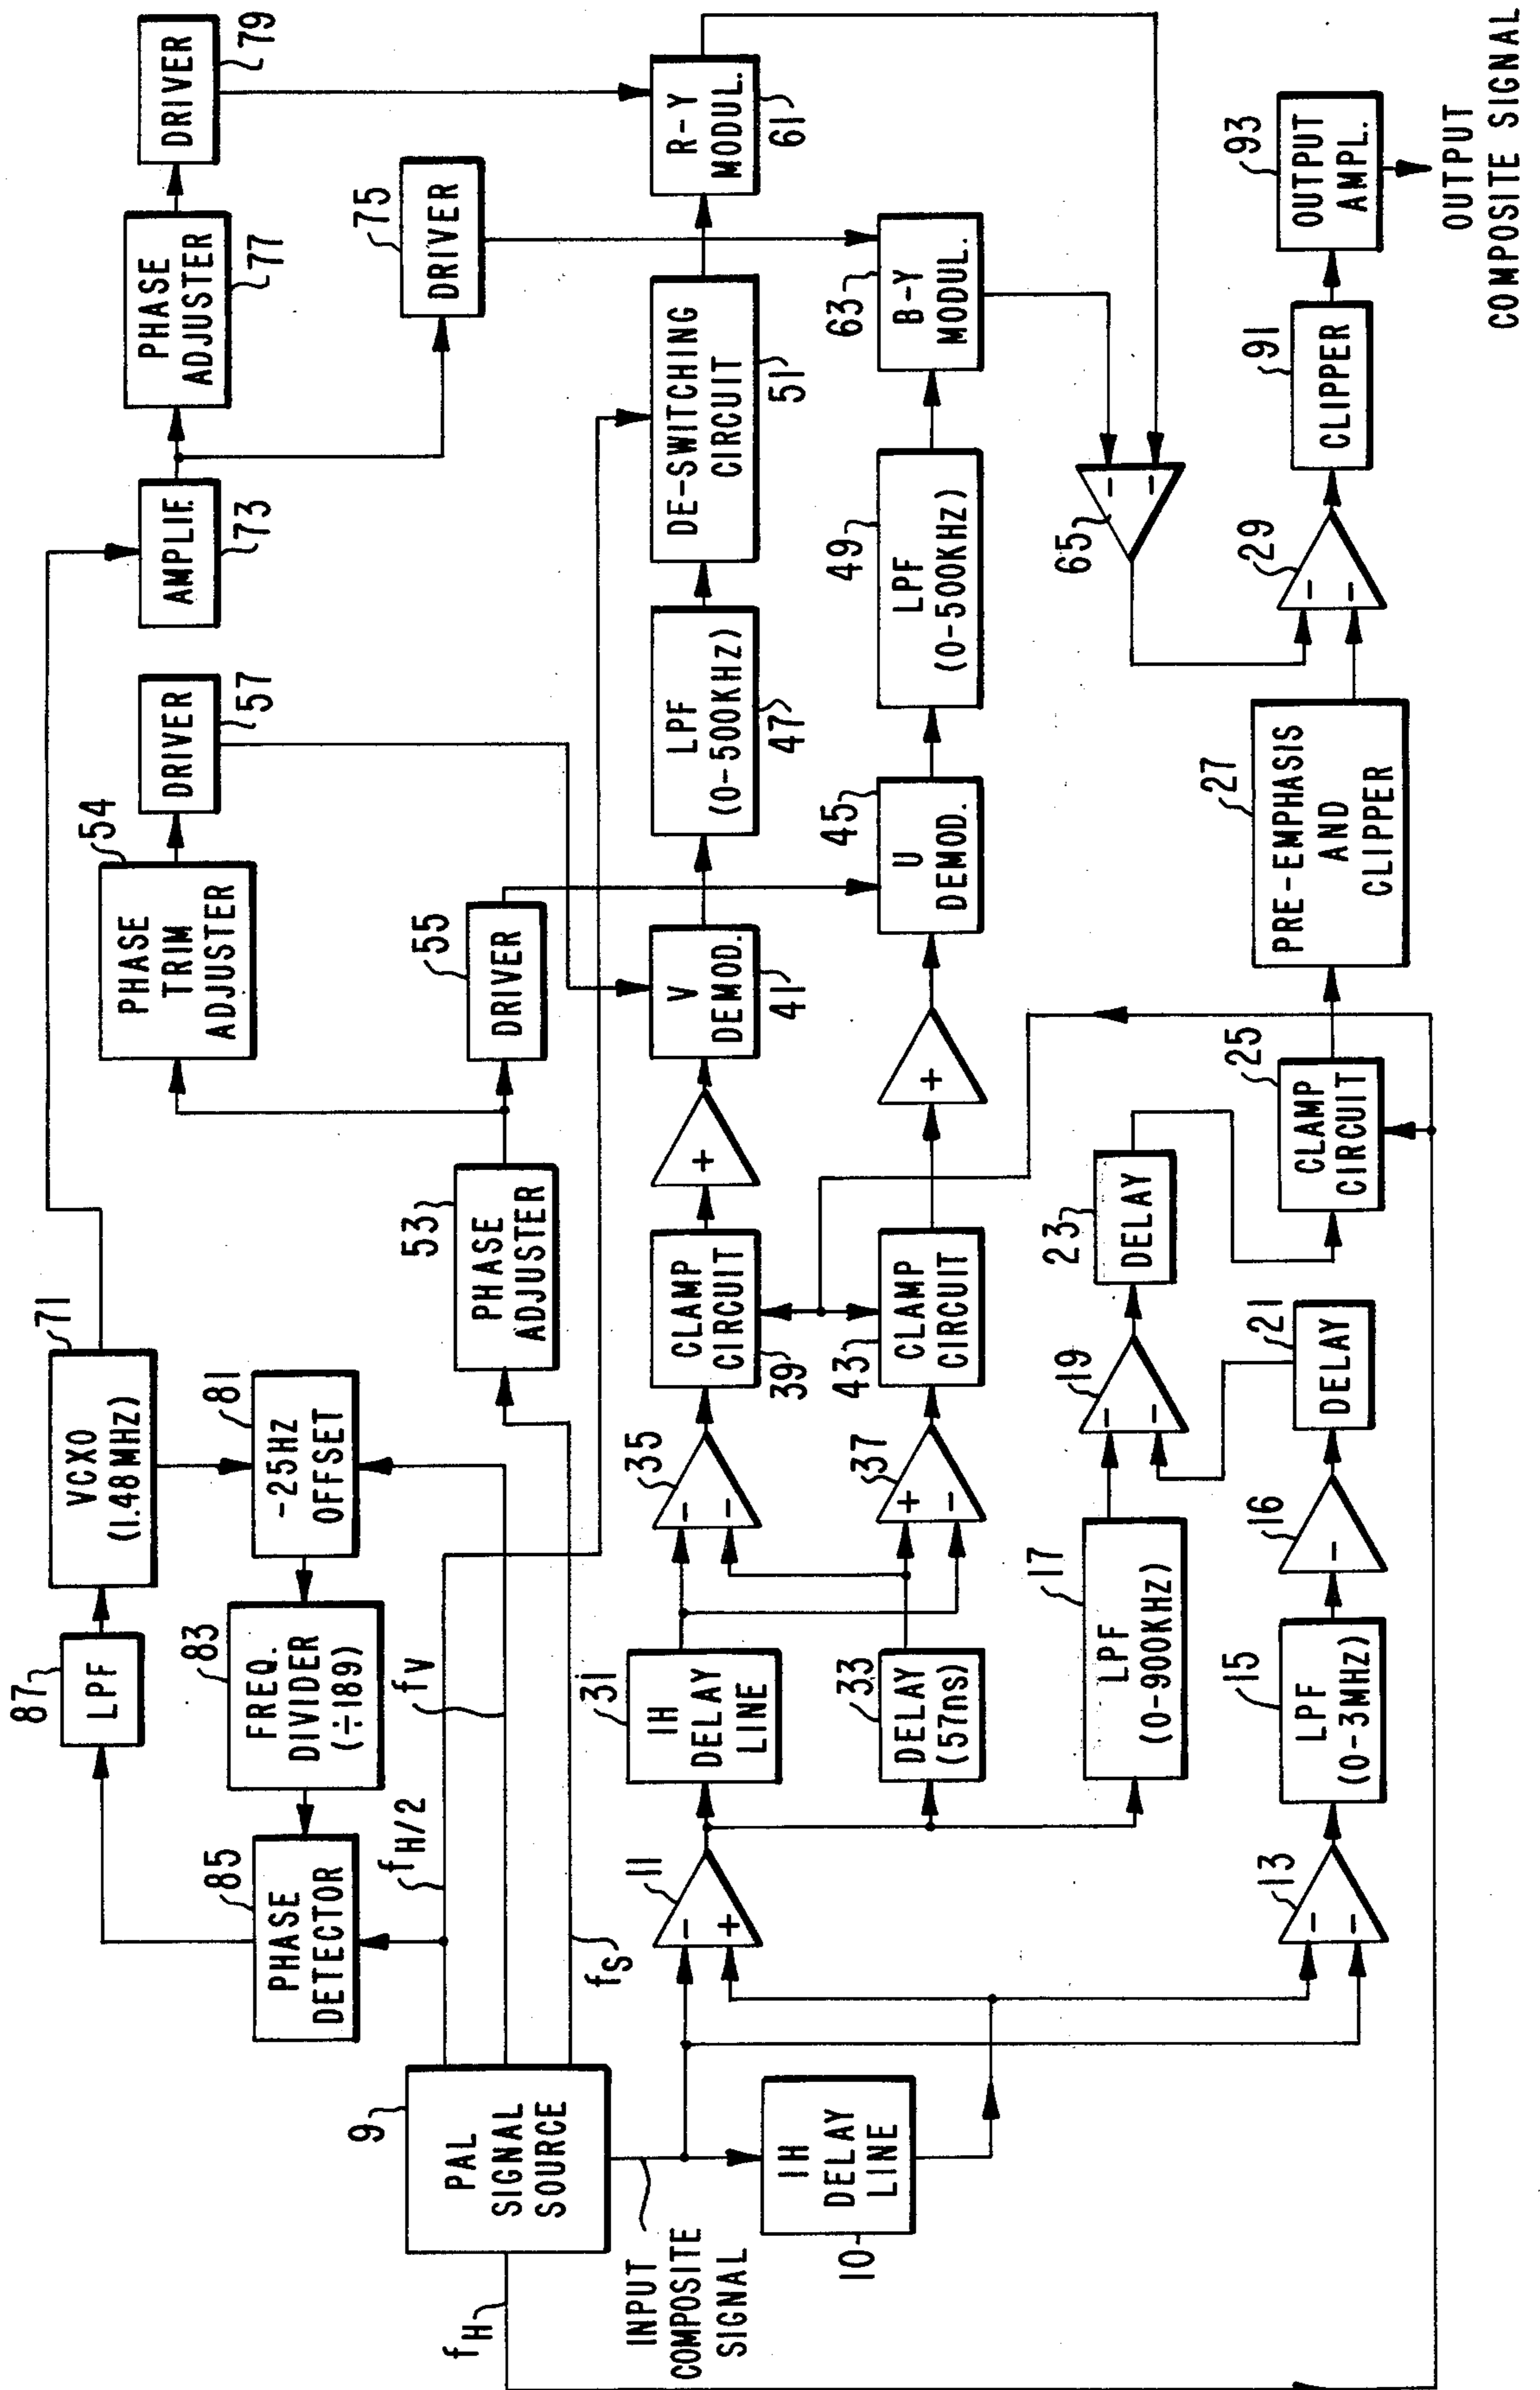 87
LPF
71
VCXO
(1.48 MHz)
81
-25HZ
OFFSET
83
FREQ.
DIVIDER
(÷189)
85
PHASE
DETECTOR
fH/2
fV
fS
9
PAL
SIGNAL
SOURCE
fH
INPUT
COMPOSITE
SIGNAL
10
1H
DELAY
LINE
AMPLIF.
73
PHASE
ADJUSTER
77
DRIVER
79
DRIVER
75
54
PHASE
TRIM
ADJUSTER
DRIVER
57
53
PHASE
ADJUSTER
55
DRIVER
11
-
+
31
1H
DELAY
LINE
33
DELAY
(57ns)
35
-
-
37
+
-
CLAMP
CIRCUIT
39
43
CLAMP
CIRCUIT
+
+
V
DEMOD.
41
45
U
DEMOD.
LPF
(0-500KHZ)
47
49
LPF
(0-500KHZ)
DE-SWITCHING
CIRCUIT
51
R-Y
MODUL.
61
63
B-Y
MODUL.
65
-
-
17
LPF
(0-900KHZ)
19
-
-
23
DELAY
13
-
-
15
LPF
(0-3MHZ)
16
-
21
DELAY
25
CLAMP
CIRCUIT
27
PRE-EMPHASIS
AND
CLIPPER
29
-
-
91
CLIPPER
93
OUTPUT
AMPL.
OUTPUT
COMPOSITE SIGNAL